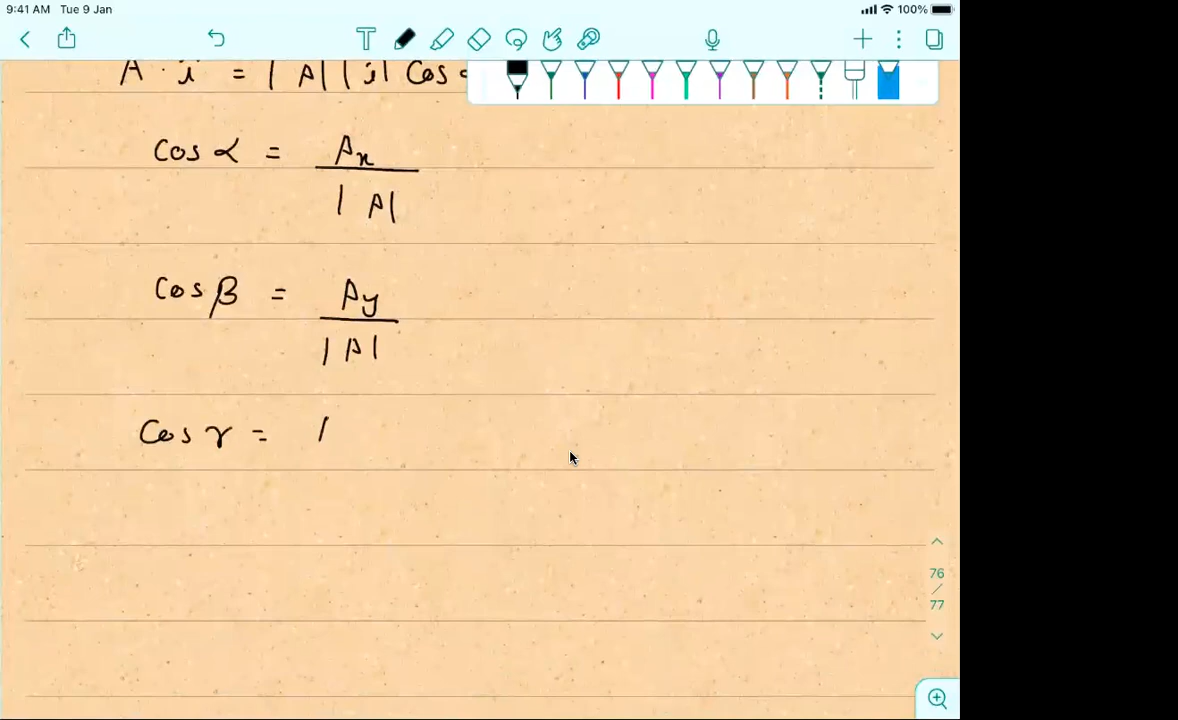 9:41 AM Tue 9 Jan 100%
A · i = |A| |i| Cos
Cos α = Ax / |A|
Cos β = Ay / |A|
Cos γ =
76
/
77